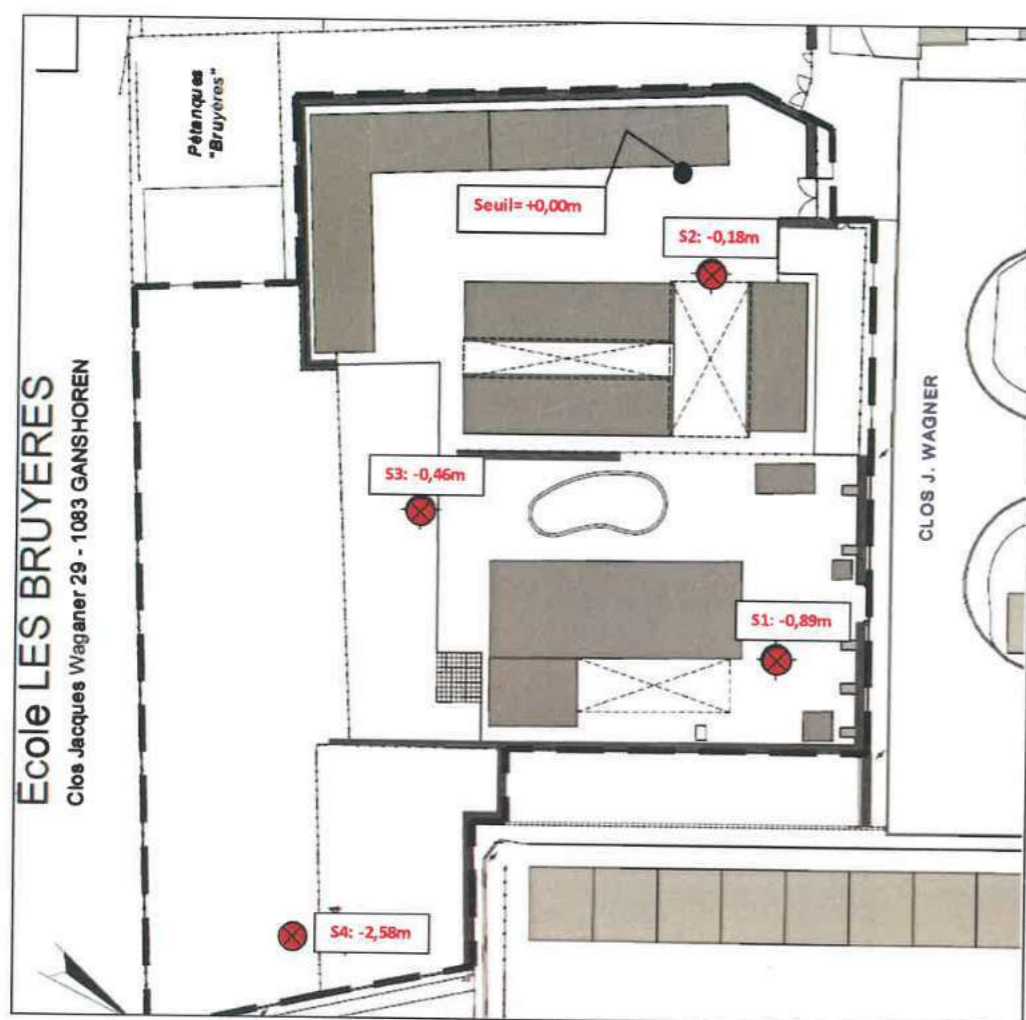 Ecole LES BRUYERES
Clos Jacques Waganer 29 - 1083 GANSHOREN
Pétanques
"Bruyères"
Seuil= +0,00m
S2: -0,18m
S3: -0,46m
S1: -0,89m
S4: -2,58m
CLOS J. WAGNER